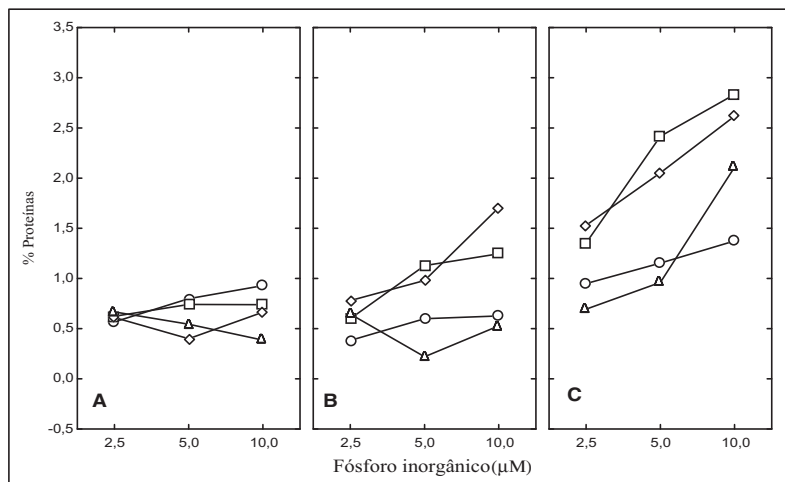 3,5
3,0
2,5
2,0
1,5
1,0
0,5
0,0
-0,5
% Proteínas
A
B
C
2,5 5,0 10,0 2,5 5,0 10,0 2,5 5,0 10,0
Fósforo inorgânico(μM)